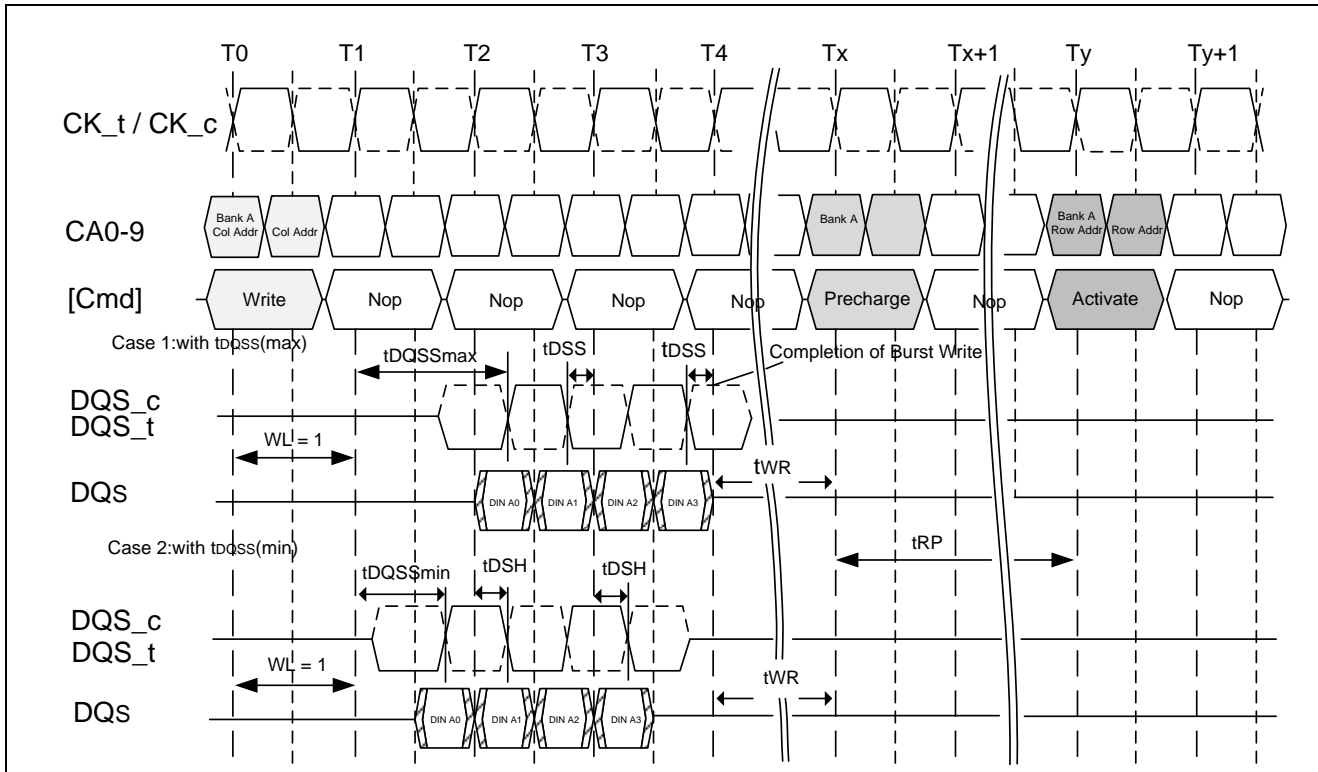 T0 T1 T2 T3 T4 Tx Tx+1 Ty Ty+1
CK_t / CK_c
CA0-9
Bank A
Col Addr
Col Addr
Bank A
Bank A
Row Addr
Row Addr
[Cmd]
Write Nop Nop Nop Nop Precharge Nop Activate Nop
Case 1:with tDQSS(max)
tDQSSmax
tDSS
tDSS
Completion of Burst Write
DQS_c
DQS_t
WL = 1
tWR
DQs
DIN A0 DIN A1 DIN A2 DIN A3
Case 2:with tDQSS(min)
tRP
tDQSSmin
tDSH
tDSH
DQS_c
DQS_t
WL = 1
tWR
DQs
DIN A0 DIN A1 DIN A2 DIN A3